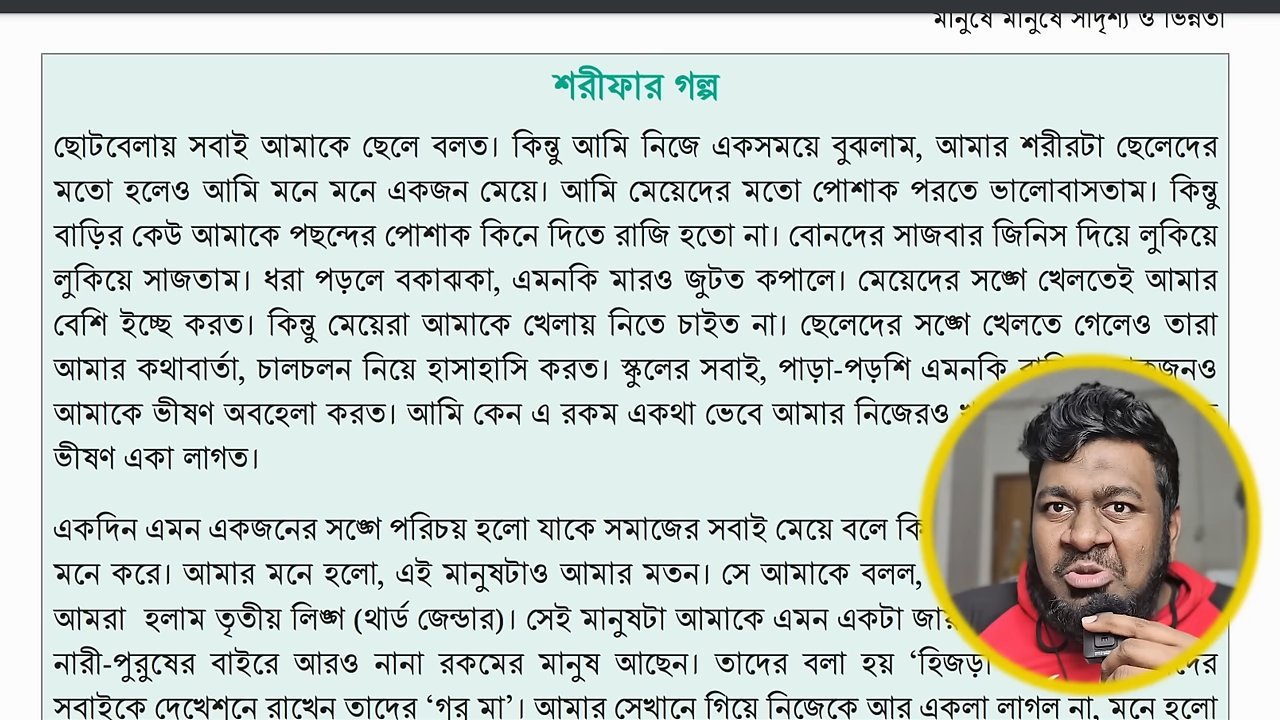 মানুষে মানুষে সাদৃশ্য ও ভিন্নতা
শরীফার গল্প
ছোটবেলায় সবাই আমাকে ছেলে বলত। কিন্তু আমি নিজে একসময়ে বুঝলাম, আমার শরীরটা ছেলেদের
মতো হলেও আমি মনে মনে একজন মেয়ে। আমি মেয়েদের মতো পোশাক পরতে ভালোবাসতাম। কিন্তু
বাড়ির কেউ আমাকে পছন্দের পোশাক কিনে দিতে রাজি হতো না। বোনদের সাজবার জিনিস দিয়ে লুকিয়ে
লুকিয়ে সাজতাম। ধরা পড়লে বকাঝকা, এমনকি মারও জুটত কপালে। মেয়েদের সঙ্গে খেলতেই আমার
বেশি ইচ্ছে করত। কিন্তু মেয়েরা আমাকে খেলায় নিতে চাইত না। ছেলেদের সঙ্গে খেলতে গেলেও তারা
আমার কথাবার্তা, চালচলন নিয়ে হাসাহাসি করত। স্কুলের সবাই, পাড়া-পড়শি এমনকি
আমাকে ভীষণ অবহেলা করত। আমি কেন এ রকম একথা ভেবে আমার নিজেরও
ভীষণ একা লাগত।
একদিন এমন একজনের সঙ্গে পরিচয় হলো যাকে সমাজের সবাই মেয়ে বলে
মনে করে। আমার মনে হলো, এই মানুষটাও আমার মতন। সে আমাকে বলল,
আমরা হলাম তৃতীয় লিঙ্গ (থার্ড জেন্ডার)। সেই মানুষটা আমাকে এমন একটা
নারী-পুরুষের বাইরে আরও নানা রকমের মানুষ আছেন। তাদের বলা হয় ‘হিজড়া
সবাইকে দেখেশুনে রাখেন তাদের ‘গুরু মা’। আমার সেখানে গিয়ে নিজেকে আর একলা লাগল না, মনে হলো